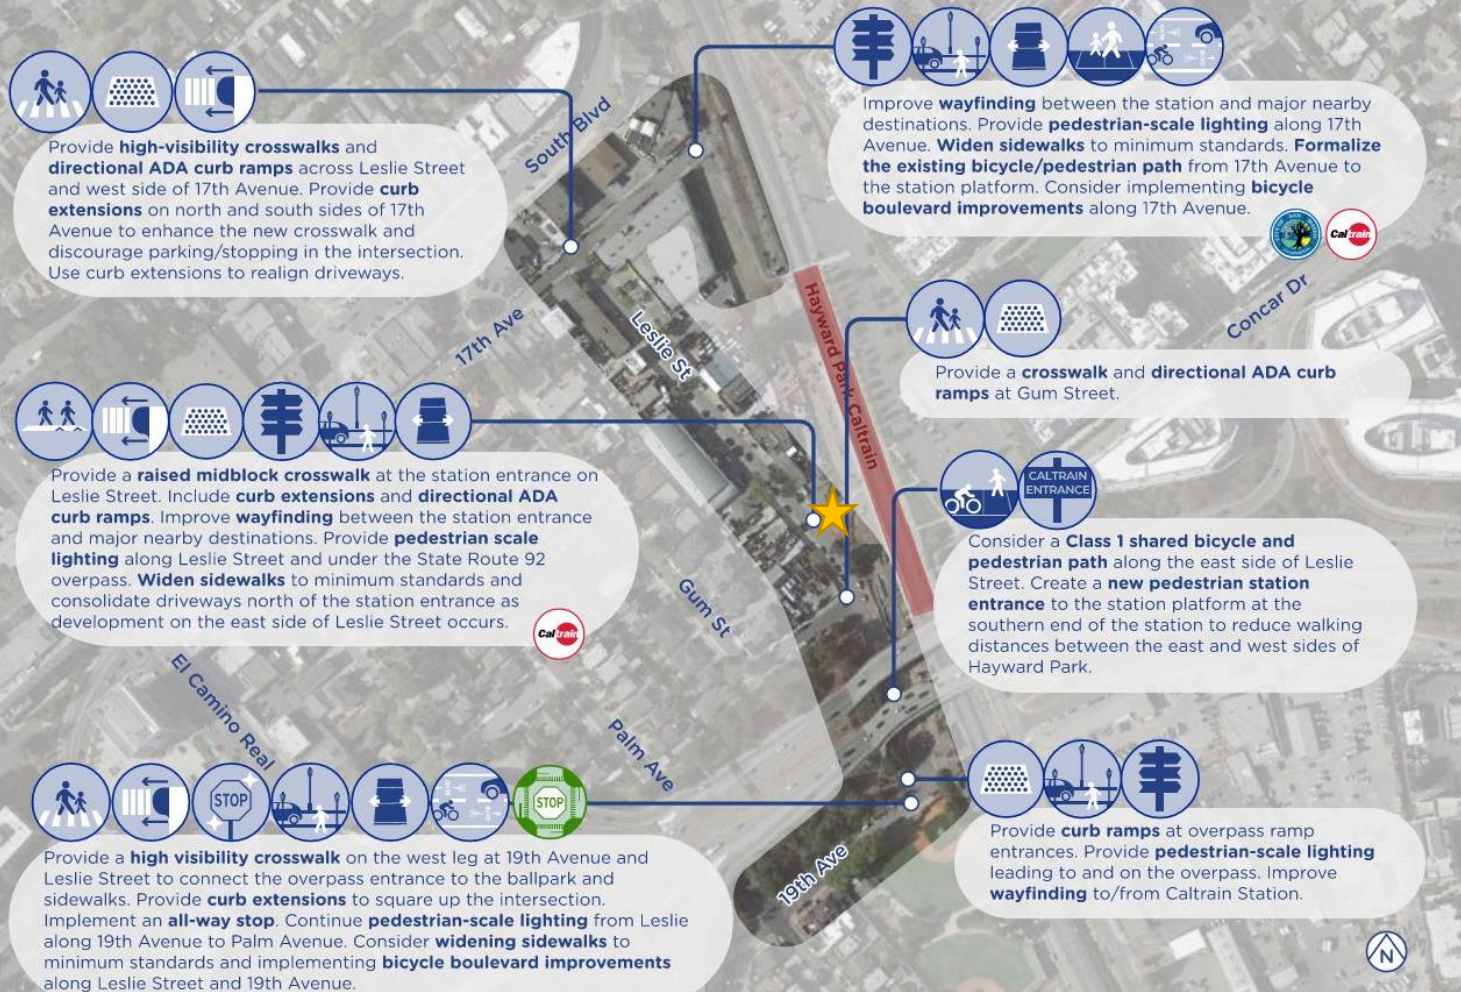 Provide high-visibility crosswalks and
directional ADA curb ramps across Leslie Street
and west side of 17th Avenue. Provide curb
extensions on north and south sides of 17th
Avenue to enhance the new crosswalk and
discourage parking/stopping in the intersection.
Use curb extensions to realign driveways.
Improve wayfinding between the station and major nearby
destinations. Provide pedestrian-scale lighting along 17th
Avenue. Widen sidewalks to minimum standards. Formalize
the existing bicycle/pedestrian path from 17th Avenue to
the station platform. Consider implementing bicycle
boulevard improvements along 17th Avenue.
Caltrain
South Blvd
17th Ave
Leslie St
Hayward Park Caltrain
Concar Dr
Provide a crosswalk and directional ADA curb
ramps at Gum Street.
Provide a raised midblock crosswalk at the station entrance on
Leslie Street. Include curb extensions and directional ADA
curb ramps. Improve wayfinding between the station entrance
and major nearby destinations. Provide pedestrian scale
lighting along Leslie Street and under the State Route 92
overpass. Widen sidewalks to minimum standards and
consolidate driveways north of the station entrance as
development on the east side of Leslie Street occurs.
Caltrain
CALTRAIN
ENTRANCE
Consider a Class 1 shared bicycle and
pedestrian path along the east side of Leslie
Street. Create a new pedestrian station
entrance to the station platform at the
southern end of the station to reduce walking
distances between the east and west sides of
Hayward Park.
Gum St
El Camino Real
Palm Ave
19th Ave
STOP
STOP
Provide a high visibility crosswalk on the west leg at 19th Avenue and
Leslie Street to connect the overpass entrance to the ballpark and
sidewalks. Provide curb extensions to square up the intersection.
Implement an all-way stop. Continue pedestrian-scale lighting from Leslie
along 19th Avenue to Palm Avenue. Consider widening sidewalks to
minimum standards and implementing bicycle boulevard improvements
along Leslie Street and 19th Avenue.
Provide curb ramps at overpass ramp
entrances. Provide pedestrian-scale lighting
leading to and on the overpass. Improve
wayfinding to/from Caltrain Station.
N